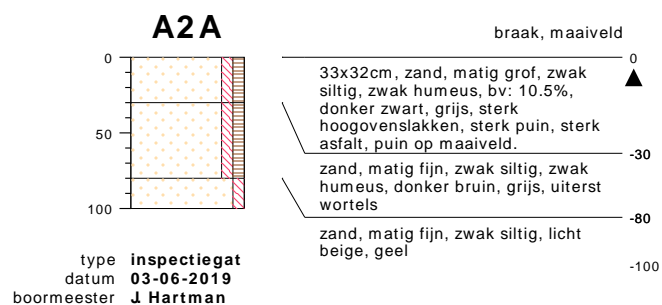 A2A
braak, maaiveld
0
0
33x32cm, zand, matig grof, zwak
siltig, zwak humeus, bv: 10.5%,
donker zwart, grijs, sterk
hoogovenslakken, sterk puin, sterk
asfalt, puin op maaiveld.
-30
50
zand, matig fijn, zwak siltig, zwak
humeus, donker bruin, grijs, uiterst
wortels
-80
100
zand, matig fijn, zwak siltig, licht
beige, geel
-100
type inspectiegat
datum 03-06-2019
boormeester J. Hartman